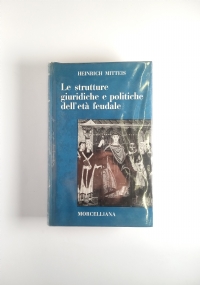 HEINRICH MITTEIS
Le strutture
giuridiche e politiche
dell'età feudale
MORCELLIANA